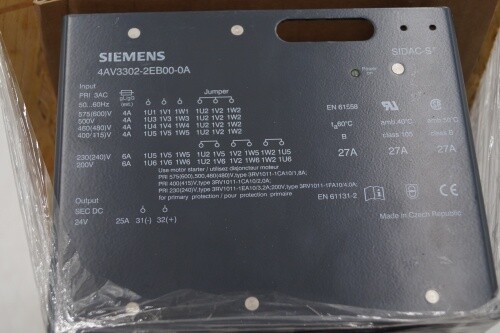 SIEMENS
SIDAC-S
4AV3302-2EB00-0A
Power on
Input
PRI 3AC
50...60Hz
Jumper
1U1 1V1 1W1 1U2 1V2 1W2
575(600)V 4A
500V 4A 1U1 1V3 1W3 1U2 1V2 1W2
460(480)V 4A 1U1 1V4 1W4 1U2 1V2 1W2
400(415)V 4A 1U1 1V5 1W5 1U2 1V2 1W2
230(240)V 6A 1U1 1V5 1W5 1U2 1V5 1V2 1W5 1W2 1U5
200V 6A 1U1 1V6 1W6 1U2 1V6 1V2 1W6 1W2 1U6
Use motor starter / utilisez disjoncteur moteur
PRI 575(600),500,460(480)V,type 3RV1011-1CA10/1,8A;
PRI 400(415)V,type 3RV1011-1CA10/2,0A;
PRI 230(240)V,type 3RV1011-1EA10/3,2A;200V,type 3RV1011-1FA10/4,0A;
for primary protection / pour protection primaire
EN 61558
ta60°C amb.40°C amb.50°C
B class 105 class B
27A 27A 27A
EN 61131-2
CE
Made in Czech Republic
Output
SEC DC
24V 25A 31(-) 32(+)